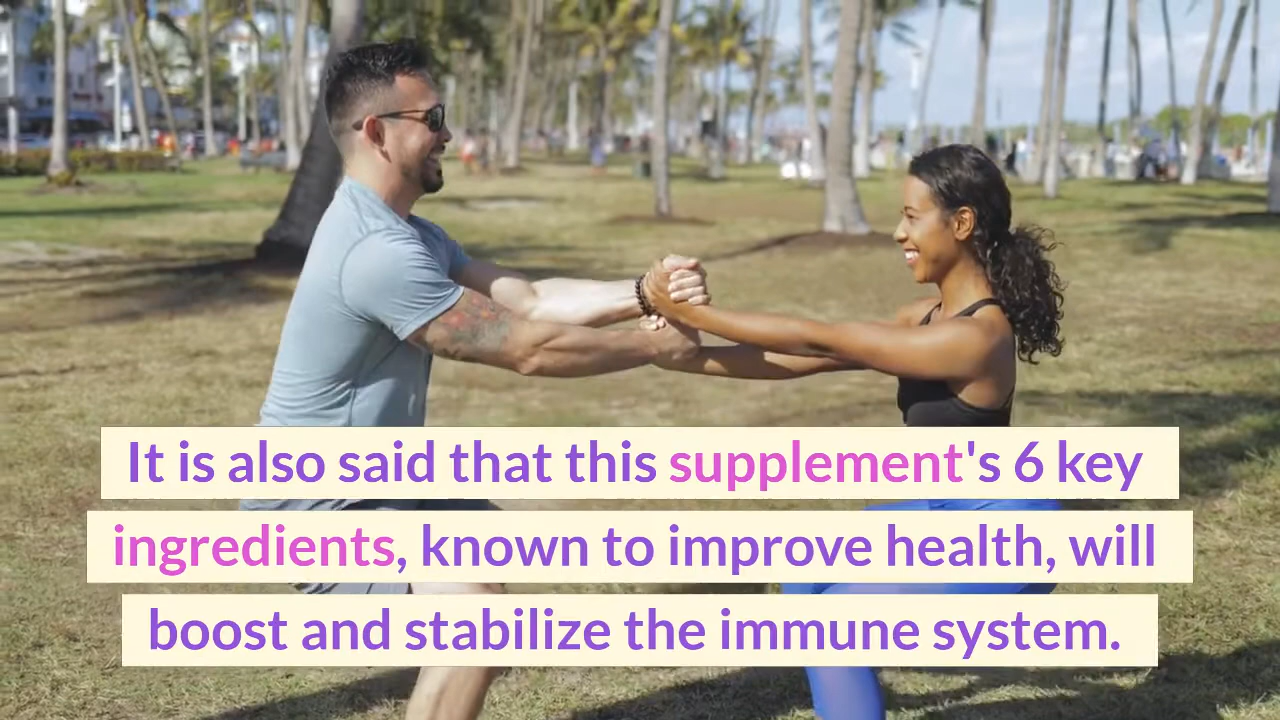 It is also said that this supplement's 6 key
ingredients, known to improve health, will
boost and stabilize the immune system.